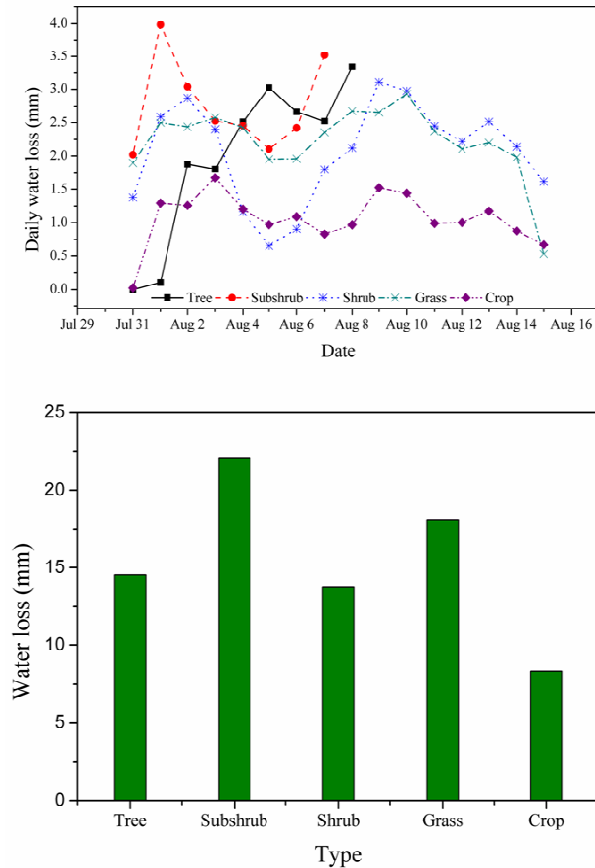 4.0
3.5
3.0
2.5
2.0
1.5
1.0
0.5
0.0
Daily water loss (mm)
Tree Subshrub Shrub Grass Crop
Jul 29 Jul 31 Aug 2 Aug 4 Aug 6 Aug 8 Aug 10 Aug 12 Aug 14 Aug 16
Date
25
20
15
10
5
0
Water loss (mm)
Tree Subshrub Shrub Grass Crop
Type